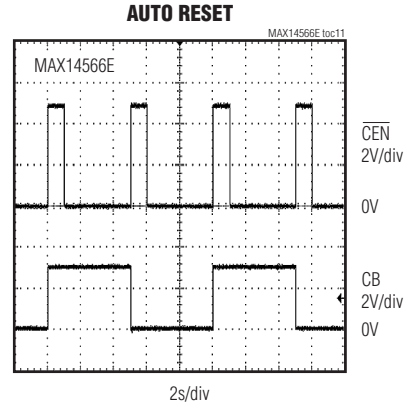 AUTO RESET
MAX14566E toc11
MAX14566E
CEN
2V/div
0V
CB
2V/div
0V
2s/div